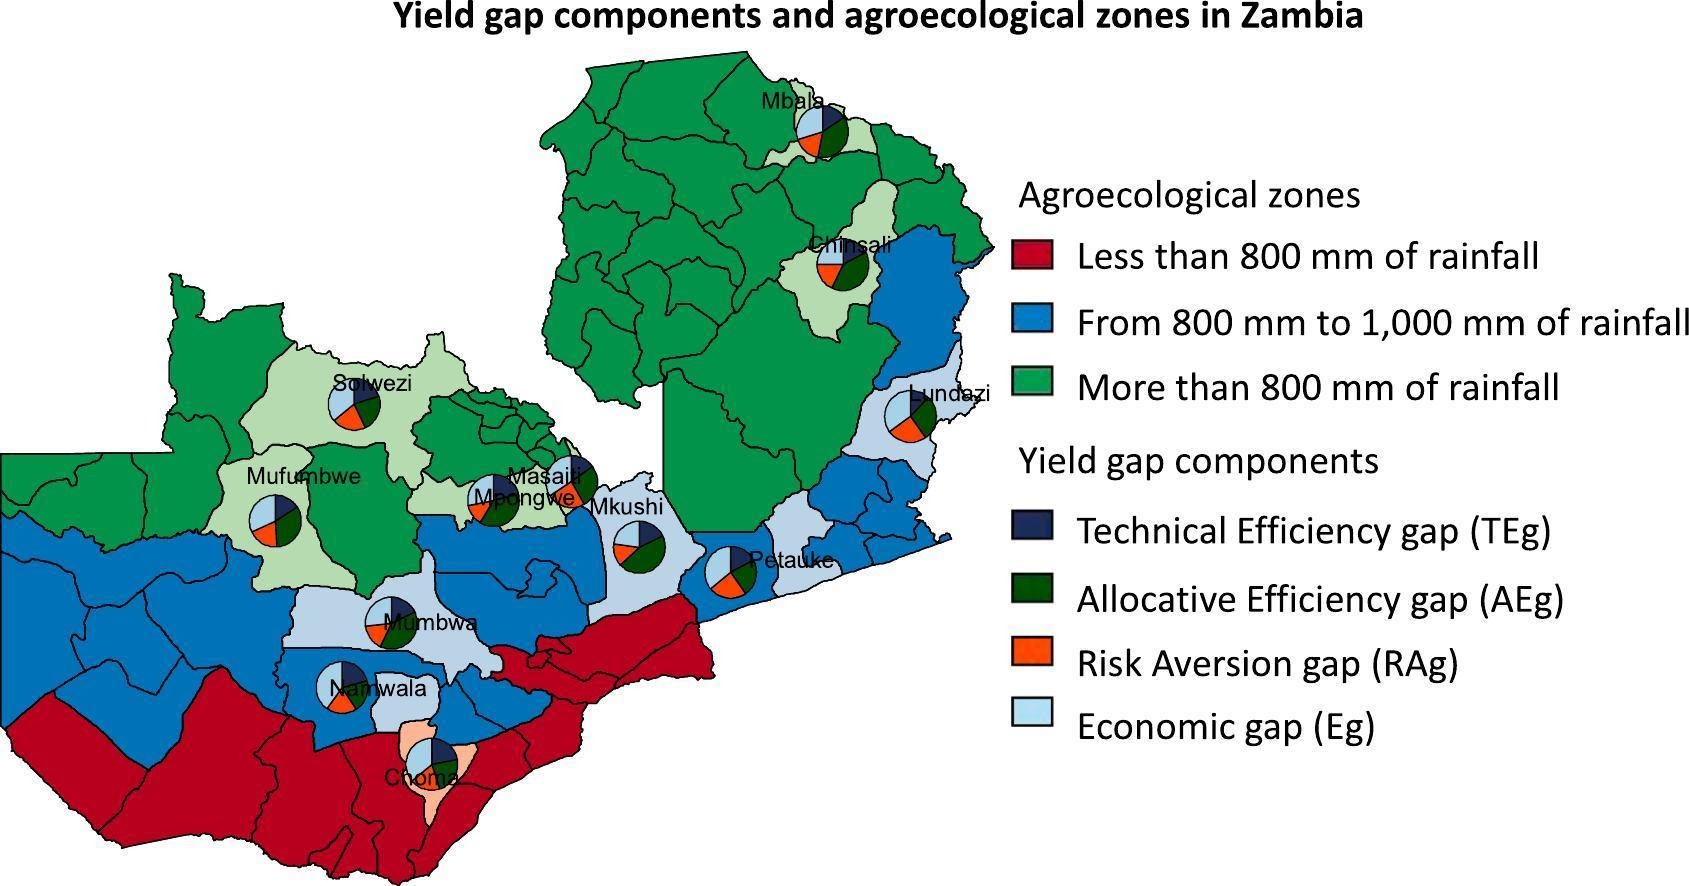 Yield gap components and agroecological zones in Zambia
Mbala
Chinsali
Lundazi
Solwezi
Mufumbwe
Masaiti
Mpongwe
Mkushi
Petauke
Mumbwa
Namwala
Choma
Agroecological zones
Less than 800 mm of rainfall
From 800 mm to 1,000 mm of rainfall
More than 800 mm of rainfall
Yield gap components
Technical Efficiency gap (TEg)
Allocative Efficiency gap (AEg)
Risk Aversion gap (RAg)
Economic gap (Eg)